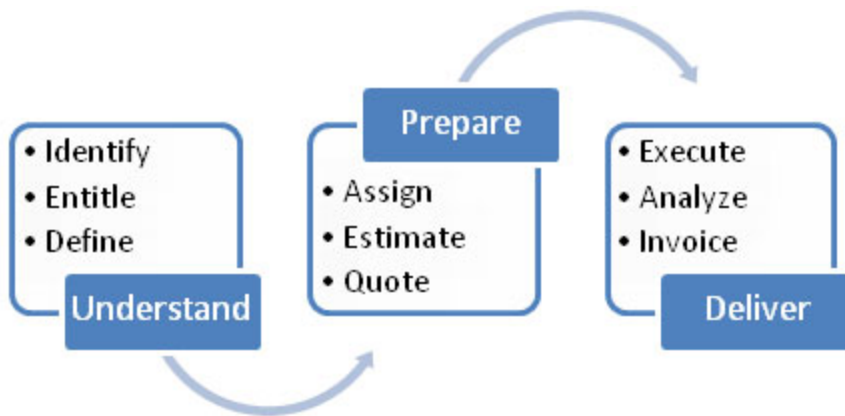 • Identify
• Entitle
• Define
Understand
Prepare
• Assign
• Estimate
• Quote
• Execute
• Analyze
• Invoice
Deliver